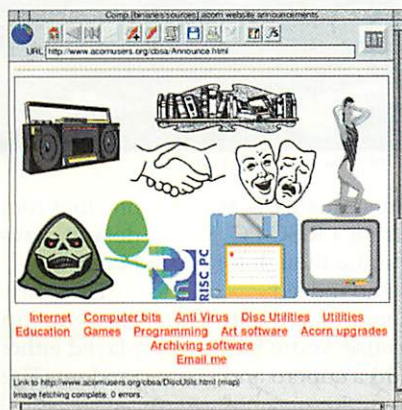 Comp.[binaries/sources].acorn website announcements
URL http://www.acornusers.org/cbsa/Announce.html
RISC PC
Internet Computer bits Anti Virus Disc Utilities Utilities
Education Games Programming Art software Acorn upgrades
Archiving software
Email me
Link to http://www.acornusers.org/cbsa/DiscUtils.html (map)
Image fetching complete. 0 errors.